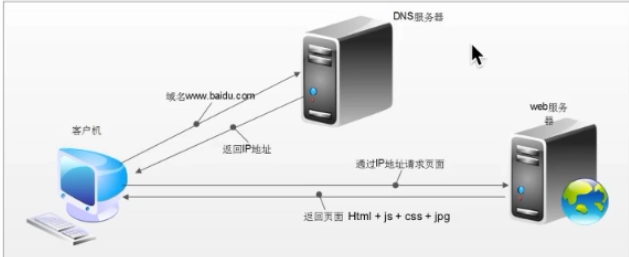 DNS服务器
域名www.baidu.com
web服务
器
客户机
返回IP地址
通过IP地址请求页面
返回页面 Html + js + css + jpg